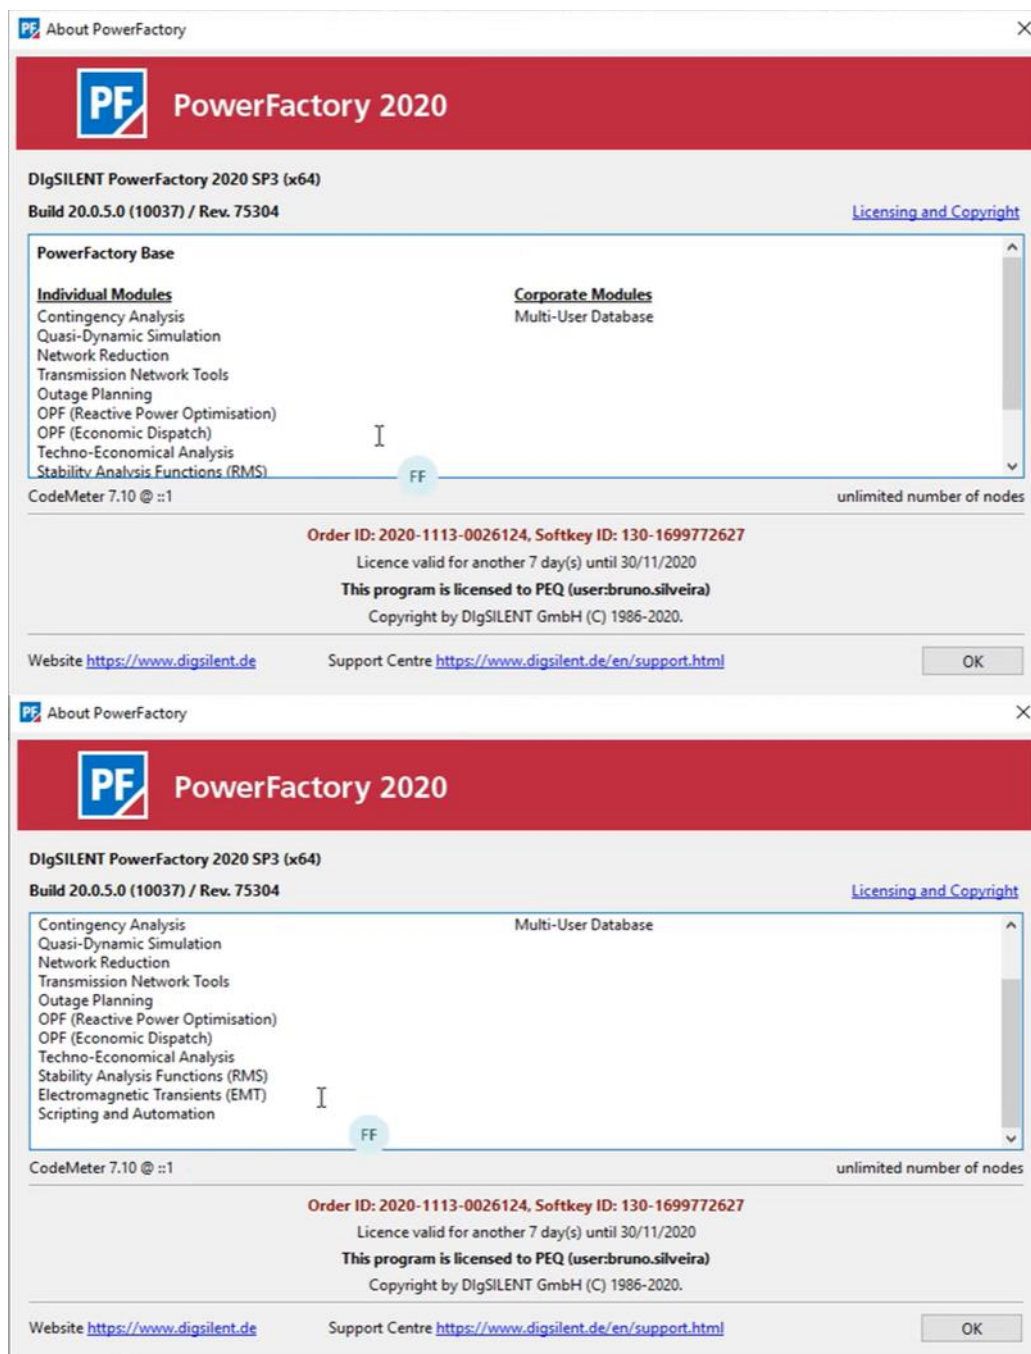 PF About PowerFactory
PF PowerFactory 2020
DIgSILENT PowerFactory 2020 SP3 (x64)
Build 20.0.5.0 (10037) / Rev. 75304 Licensing and Copyright
PowerFactory Base
Individual Modules Corporate Modules
Contingency Analysis Multi-User Database
Quasi-Dynamic Simulation
Network Reduction
Transmission Network Tools
Outage Planning
OPF (Reactive Power Optimisation)
OPF (Economic Dispatch)
Techno-Economical Analysis
Stability Analysis Functions (RMS)
FF
CodeMeter 7.10 @ ::1 unlimited number of nodes
Order ID: 2020-1113-0026124, Softkey ID: 130-1699772627
Licence valid for another 7 day(s) until 30/11/2020
This program is licensed to PEQ (user:bruno.silveira)
Copyright by DIgSILENT GmbH (C) 1986-2020.
Website https://www.digsilent.de Support Centre https://www.digsilent.de/en/support.html OK
PF About PowerFactory
PF PowerFactory 2020
DIgSILENT PowerFactory 2020 SP3 (x64)
Build 20.0.5.0 (10037) / Rev. 75304 Licensing and Copyright
Contingency Analysis Multi-User Database
Quasi-Dynamic Simulation
Network Reduction
Transmission Network Tools
Outage Planning
OPF (Reactive Power Optimisation)
OPF (Economic Dispatch)
Techno-Economical Analysis
Stability Analysis Functions (RMS)
Electromagnetic Transients (EMT)
Scripting and Automation
FF
CodeMeter 7.10 @ ::1 unlimited number of nodes
Order ID: 2020-1113-0026124, Softkey ID: 130-1699772627
Licence valid for another 7 day(s) until 30/11/2020
This program is licensed to PEQ (user:bruno.silveira)
Copyright by DIgSILENT GmbH (C) 1986-2020.
Website https://www.digsilent.de Support Centre https://www.digsilent.de/en/support.html OK